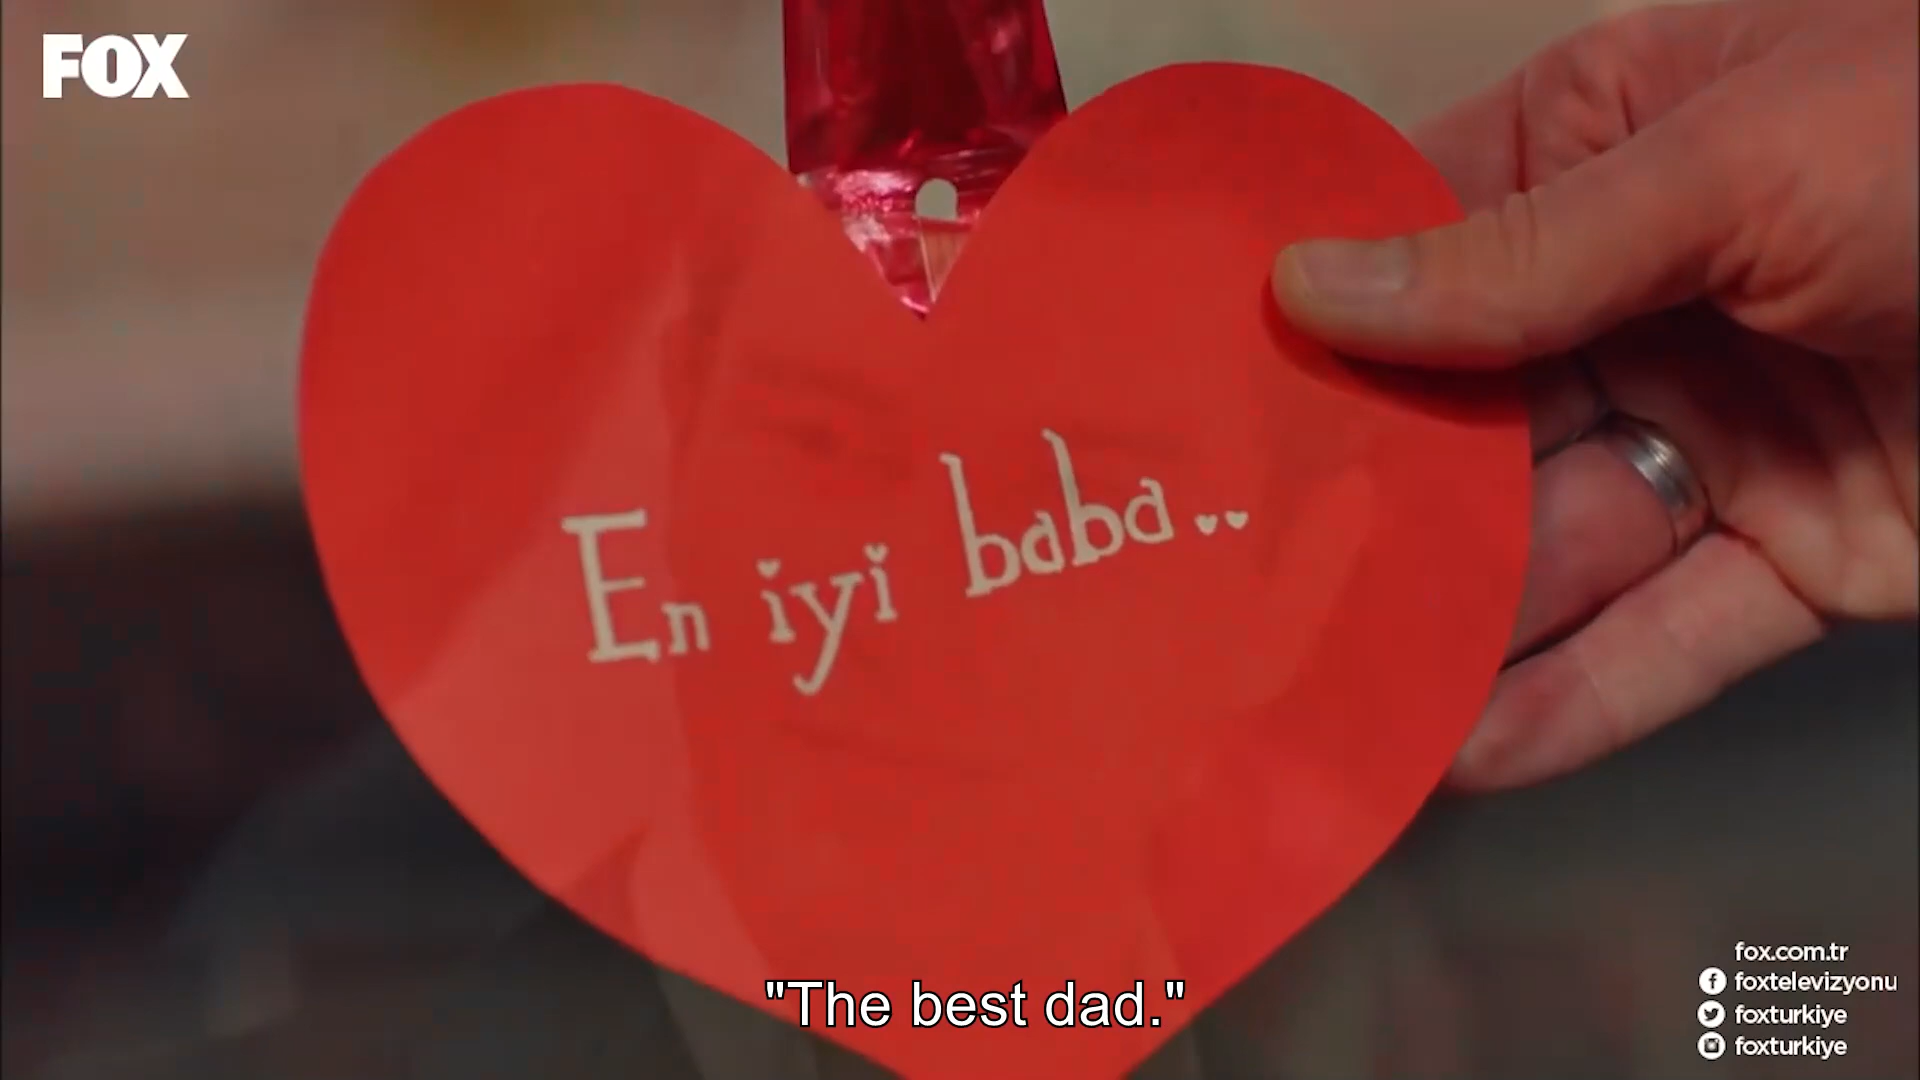 FOX
En iyi baba..
"The best dad."
fox.com.tr
foxtelevizyonu
foxturkiye
foxturkiye